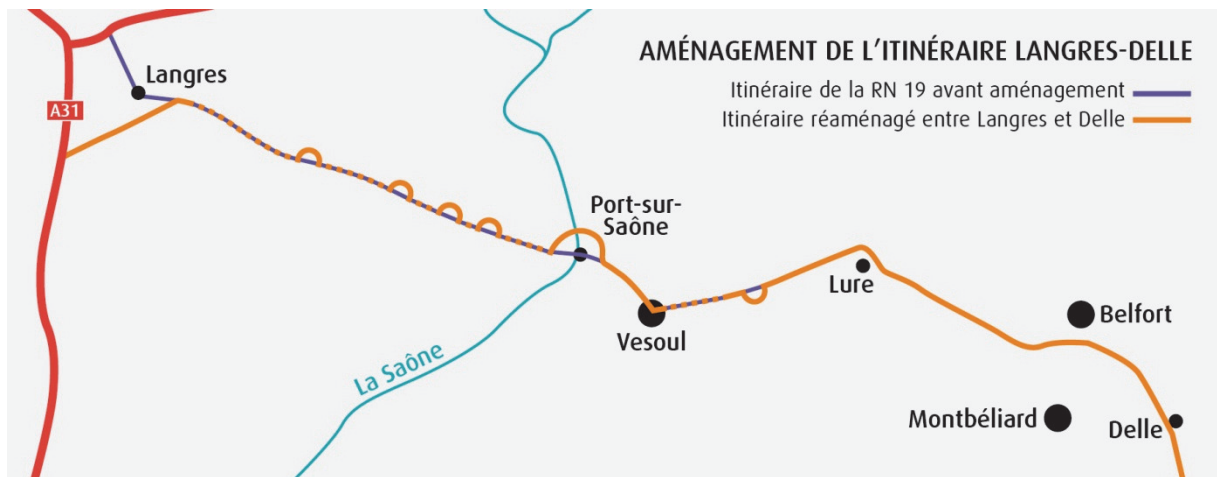 AMÉNAGEMENT DE L'ITINÉRAIRE LANGRES-DELLE
Itinéraire de la RN 19 avant aménagement
Itinéraire réaménagé entre Langres et Delle
Langres
A31
Port-sur-
Saône
Lure
Belfort
Vesoul
La Saône
Montbéliard
Delle